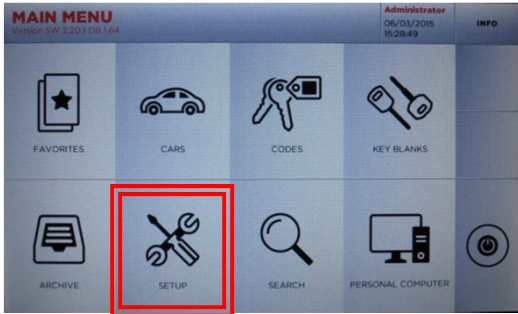 MAIN MENU
Version SW 2.20.1 DB 1.64
Administrator
06/03/2015
15:28:49
INFO
FAVORITES
CARS
CODES
KEY BLANKS
ARCHIVE
SETUP
SEARCH
PERSONAL COMPUTER